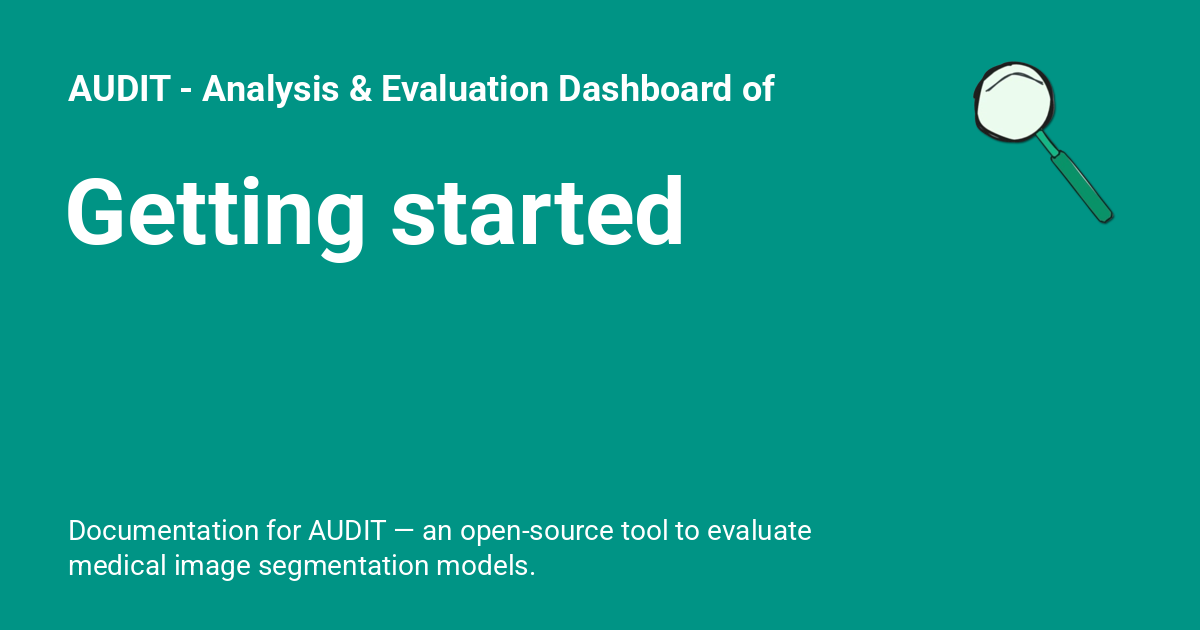 AUDIT - Analysis & Evaluation Dashboard of
Getting started
Documentation for AUDIT — an open-source tool to evaluate
medical image segmentation models.